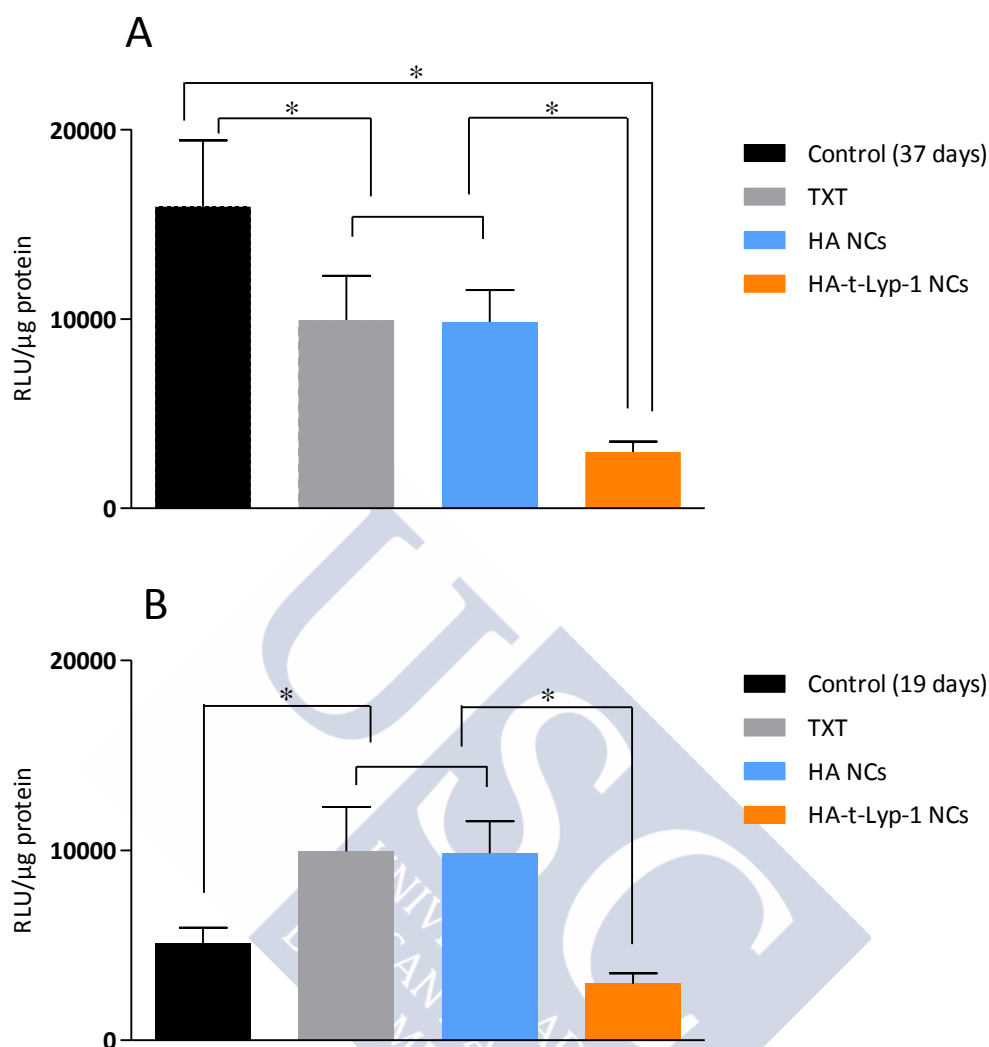 A
*
*
*
20000
10000
0
RLU/µg protein
Control (37 days)
TXT
HA NCs
HA-t-Lyp-1 NCs
B
*
*
20000
10000
0
RLU/µg protein
Control (19 days)
TXT
HA NCs
HA-t-Lyp-1 NCs
USC